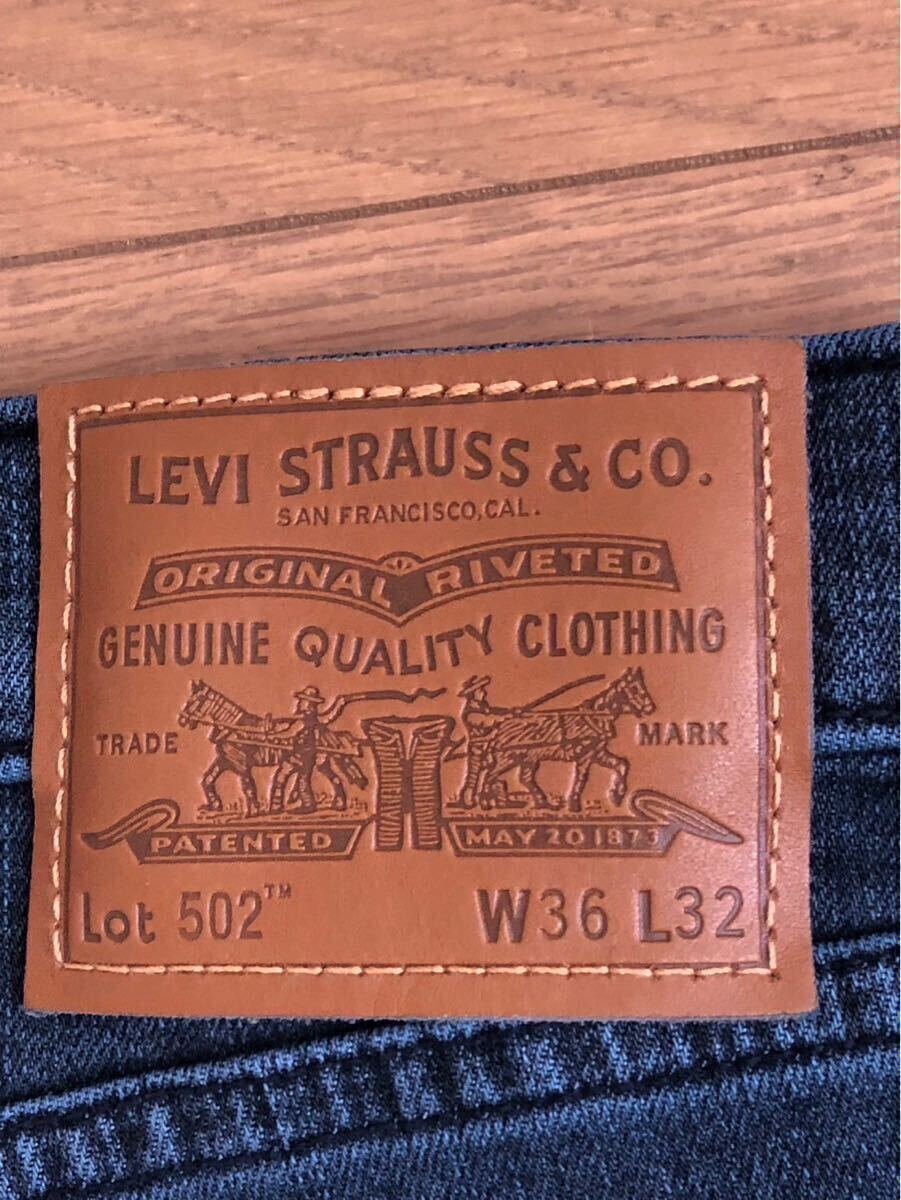 LEVI STRAUSS & CO.
SAN FRANCISCO, CAL.
ORIGINAL RIVETED
GENUINE QUALITY CLOTHING
TRADE MARK
PATENTED MAY 20 1873
Lot 502™ W36 L32